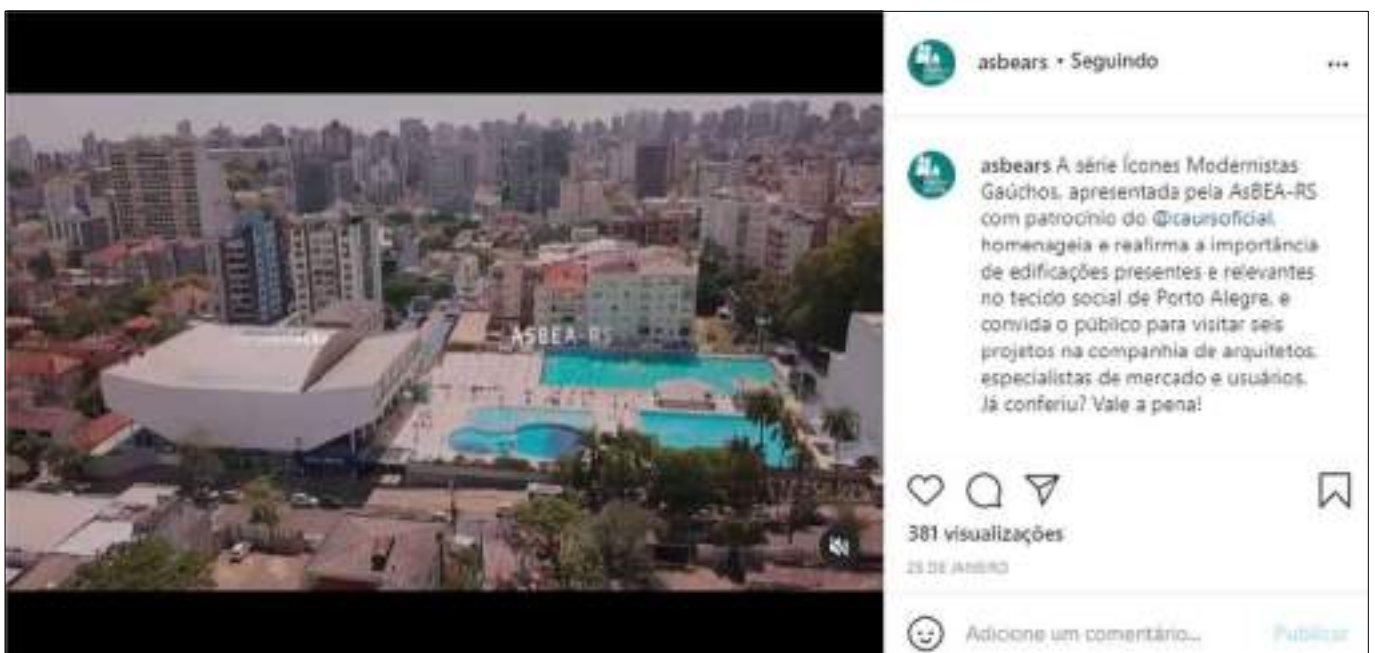 asbears • Seguindo
asbears A série Ícones Modernistas
Gaúchos, apresentada pela AsBEA-RS
com patrocínio do @caursoficial,
homenageia e reafirma a importância
de edificações presentes e relevantes
no tecido social de Porto Alegre, e
convida o público para visitar seis
projetos na companhia de arquitetos,
especialistas de mercado e usuários.
Já conferiu? Vale a pena!
ASBEA-RS
381 visualizações
DE JANEIRO
Adicione um comentário...
Publicar